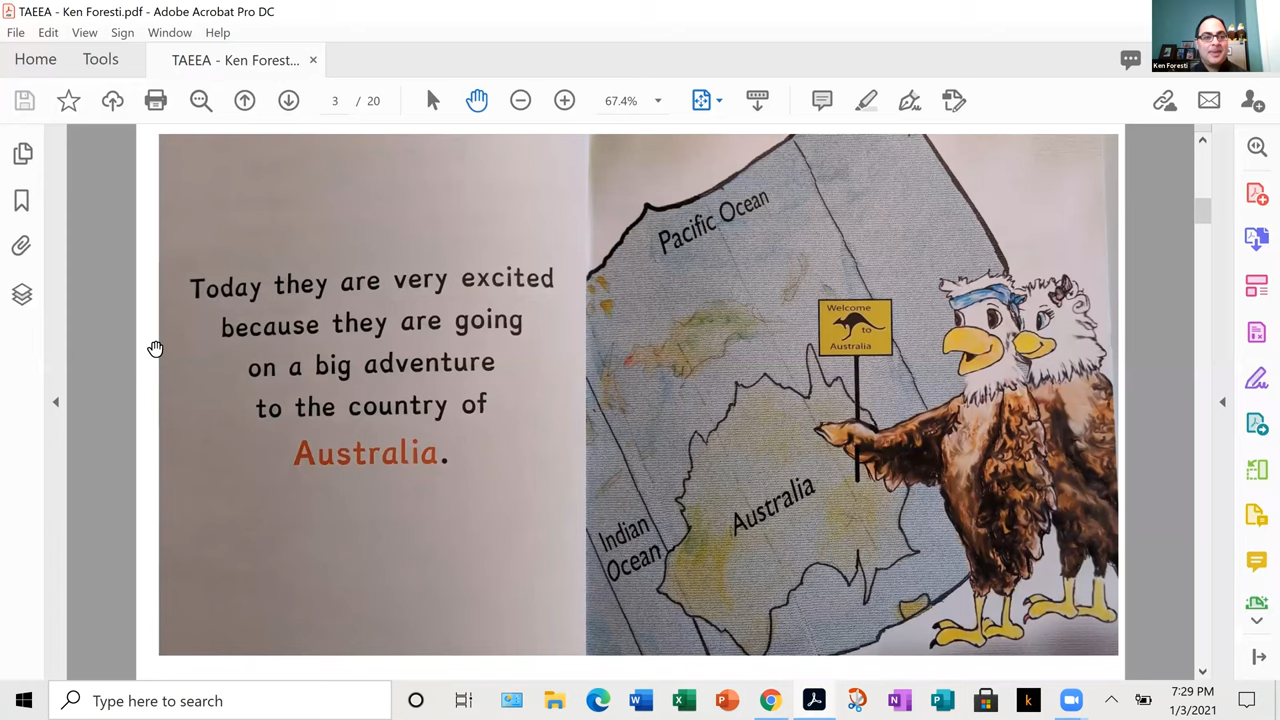 TAEEA - Ken Foresti.pdf - Adobe Acrobat Pro DC
File Edit View Sign Window Help
Home Tools TAEEA - Ken Forest... ×
Ken Foresti
3 / 20 67.4%
Today they are very excited
because they are going
on a big adventure
to the country of
Australia.
Pacific Ocean
Welcome
to
Australia
Australia
Indian
Ocean
Type here to search
7:29 PM
1/3/2021